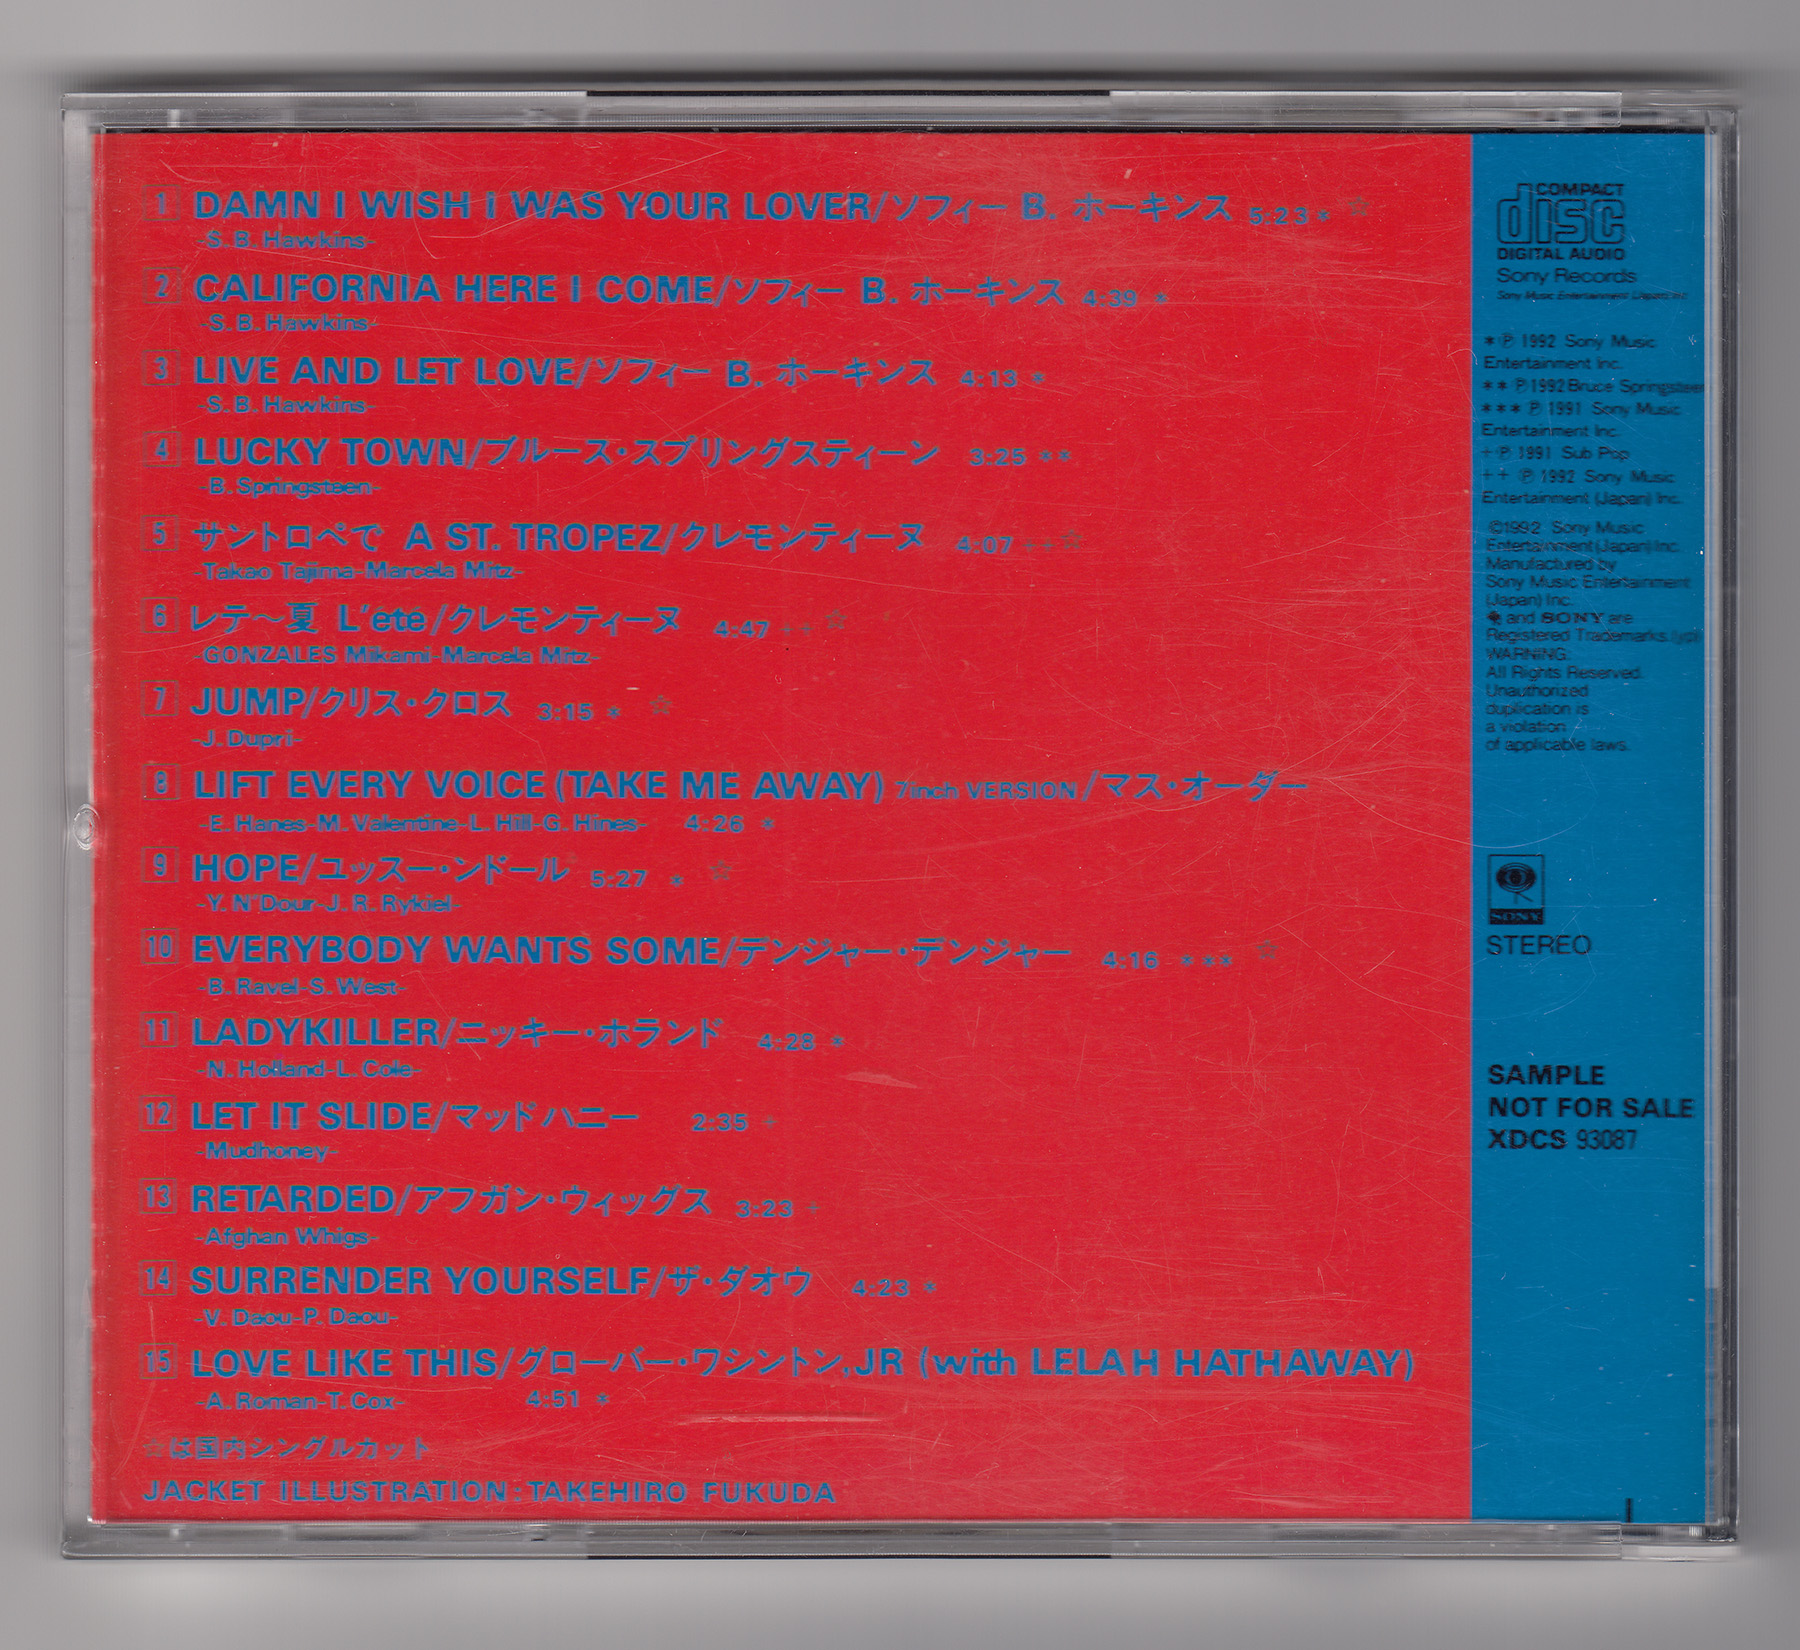 1 DAMN I WISH I WAS YOUR LOVER/ソフィー B. ホーキンス 5:23 * ☆
-S. B. Hawkins-
2 CALIFORNIA HERE I COME/ソフィー B. ホーキンス 4:39 *
-S. B. Hawkins-
3 LIVE AND LET LOVE/ソフィー B. ホーキンス 4:13 *
-S. B. Hawkins-
4 LUCKY TOWN/ブルース・スプリングスティーン 3:25 **
-B. Springsteen-
5 サントロペで A ST. TROPEZ/クレモンティーヌ 4:07 ++☆
-Takao Tajima-Marcela Mitz-
6 レテ〜夏 L'été/クレモンティーヌ 4:47 ++☆
-GONZALES Mikami-Marcela Mitz-
7 JUMP/クリス・クロス 3:15 * ☆
-J. Dupri-
8 LIFT EVERY VOICE (TAKE ME AWAY) 7inch VERSION/マス・オーダー
-E. Hanes-M. Valentine-L. Hill-G. Hines- 4:26 *
9 HOPE/ユッスー・ンドール 5:27 * ☆
-Y. N'Dour-J. R. Rykiel-
10 EVERYBODY WANTS SOME/デンジャー・デンジャー 4:16 *** ☆
-B. Ravel-S. West-
11 LADYKILLER/ニッキー・ホランド 4:28 *
-N. Holland-L. Cole-
12 LET IT SLIDE/マッドハニー 2:35 +
-Mudhoney-
13 RETARDED/アフガン・ウィッグス 3:23 +
-Afghan Whigs-
14 SURRENDER YOURSELF/ザ・ダオウ 4:23 *
-V. Daou-P. Daou-
15 LOVE LIKE THIS/グローバー・ワシントン,JR (with LELAH HATHAWAY)
-A. Roman-T. Cox- 4:51 *
☆は国内シングルカット
JACKET ILLUSTRATION : TAKEHIRO FUKUDA
COMPACT
disc
DIGITAL AUDIO
Sony Records
Sony Music Entertainment (Japan) Inc.
* ℗ 1992 Sony Music
Entertainment Inc.
** ℗1992 Bruce Springsteen
*** ℗ 1991 Sony Music
Entertainment Inc.
+ ℗ 1991 Sub Pop
++ ℗ 1992 Sony Music
Entertainment (Japan) Inc.
©1992 Sony Music
Entertainment (Japan) Inc.
Manufactured by
Sony Music Entertainment
(Japan) Inc.
and SONY are
Registered Trademarks.
WARNING:
All Rights Reserved.
Unauthorized
duplication is
a violation
of applicable laws.
SONY
STEREO
SAMPLE
NOT FOR SALE
XDCS 93087